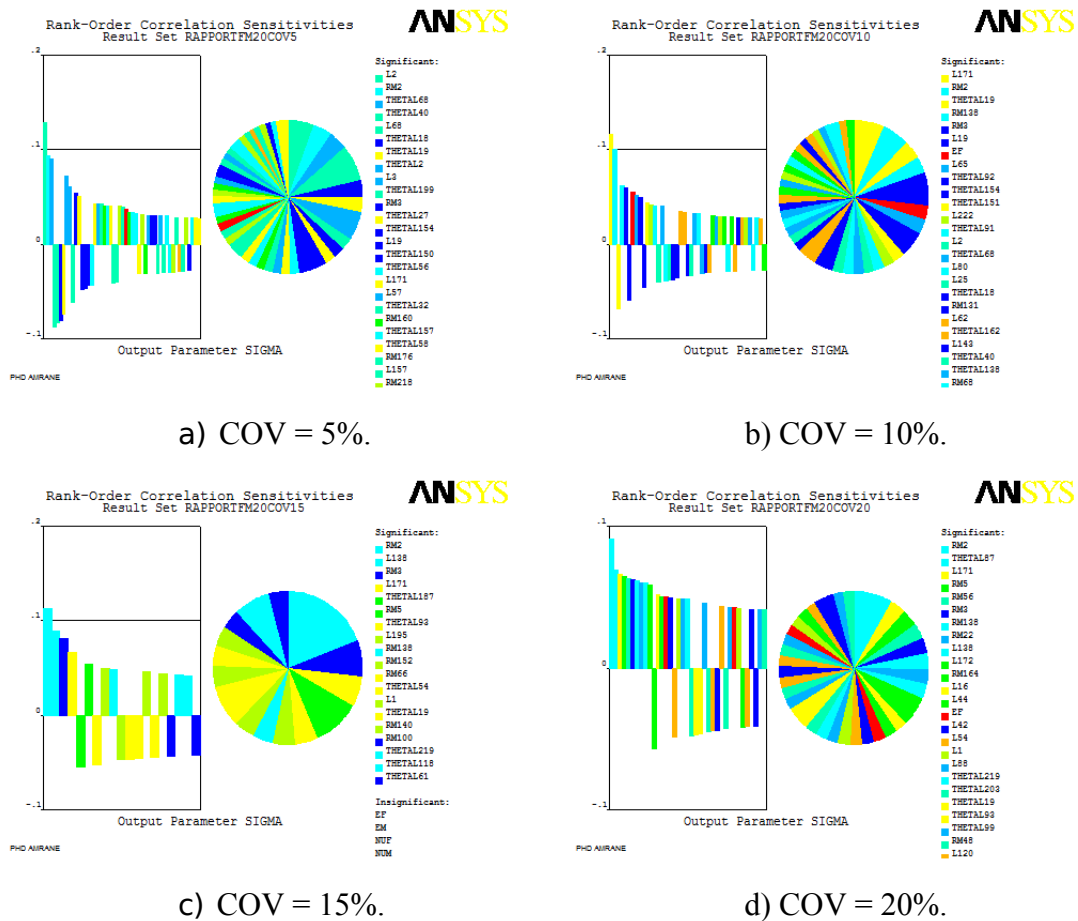 Rank-Order Correlation Sensitivities
Result Set RAPPORTFM20COV5
ANSYS
.2
.1
0
-.1
Output Parameter SIGMA
PHD AMRANE
Significant:
L2
RM2
THETAL68
THETAL40
L68
THETAL18
THETAL19
THETAL2
L3
THETAL199
RM3
THETAL27
THETAL154
L19
THETAL150
THETAL56
L171
L57
THETAL32
RM160
THETAL157
THETAL58
RM176
L157
RM218
a) COV = 5%.
Rank-Order Correlation Sensitivities
Result Set RAPPORTFM20COV10
ANSYS
.2
.1
0
-.1
Output Parameter SIGMA
PHD AMRANE
Significant:
L171
RM2
THETAL19
RM138
RM3
L19
EF
L65
THETAL92
THETAL154
THETAL151
L222
THETAL91
L2
THETAL68
L80
L25
THETAL18
RM131
L62
THETAL162
L143
THETAL40
THETAL138
RM68
b) COV = 10%.
Rank-Order Correlation Sensitivities
Result Set RAPPORTFM20COV15
ANSYS
.2
.1
0
-.1
Output Parameter SIGMA
PHD AMRANE
Significant:
RM2
L138
RM3
L171
THETAL187
RM5
THETAL93
L195
RM138
RM152
RM66
THETAL54
L1
THETAL19
RM140
RM100
THETAL219
THETAL118
THETAL61
Insignificant:
EF
EM
NUF
NUM
c) COV = 15%.
Rank-Order Correlation Sensitivities
Result Set RAPPORTFM20COV20
ANSYS
.1
0
-.1
Output Parameter SIGMA
PHD AMRANE
Significant:
RM2
THETAL87
L171
RM5
RM56
RM3
RM138
RM22
L138
L172
RM164
L16
L44
EF
L42
L54
L1
L88
THETAL219
THETAL203
THETAL19
THETAL93
THETAL99
RM48
L120
d) COV = 20%.